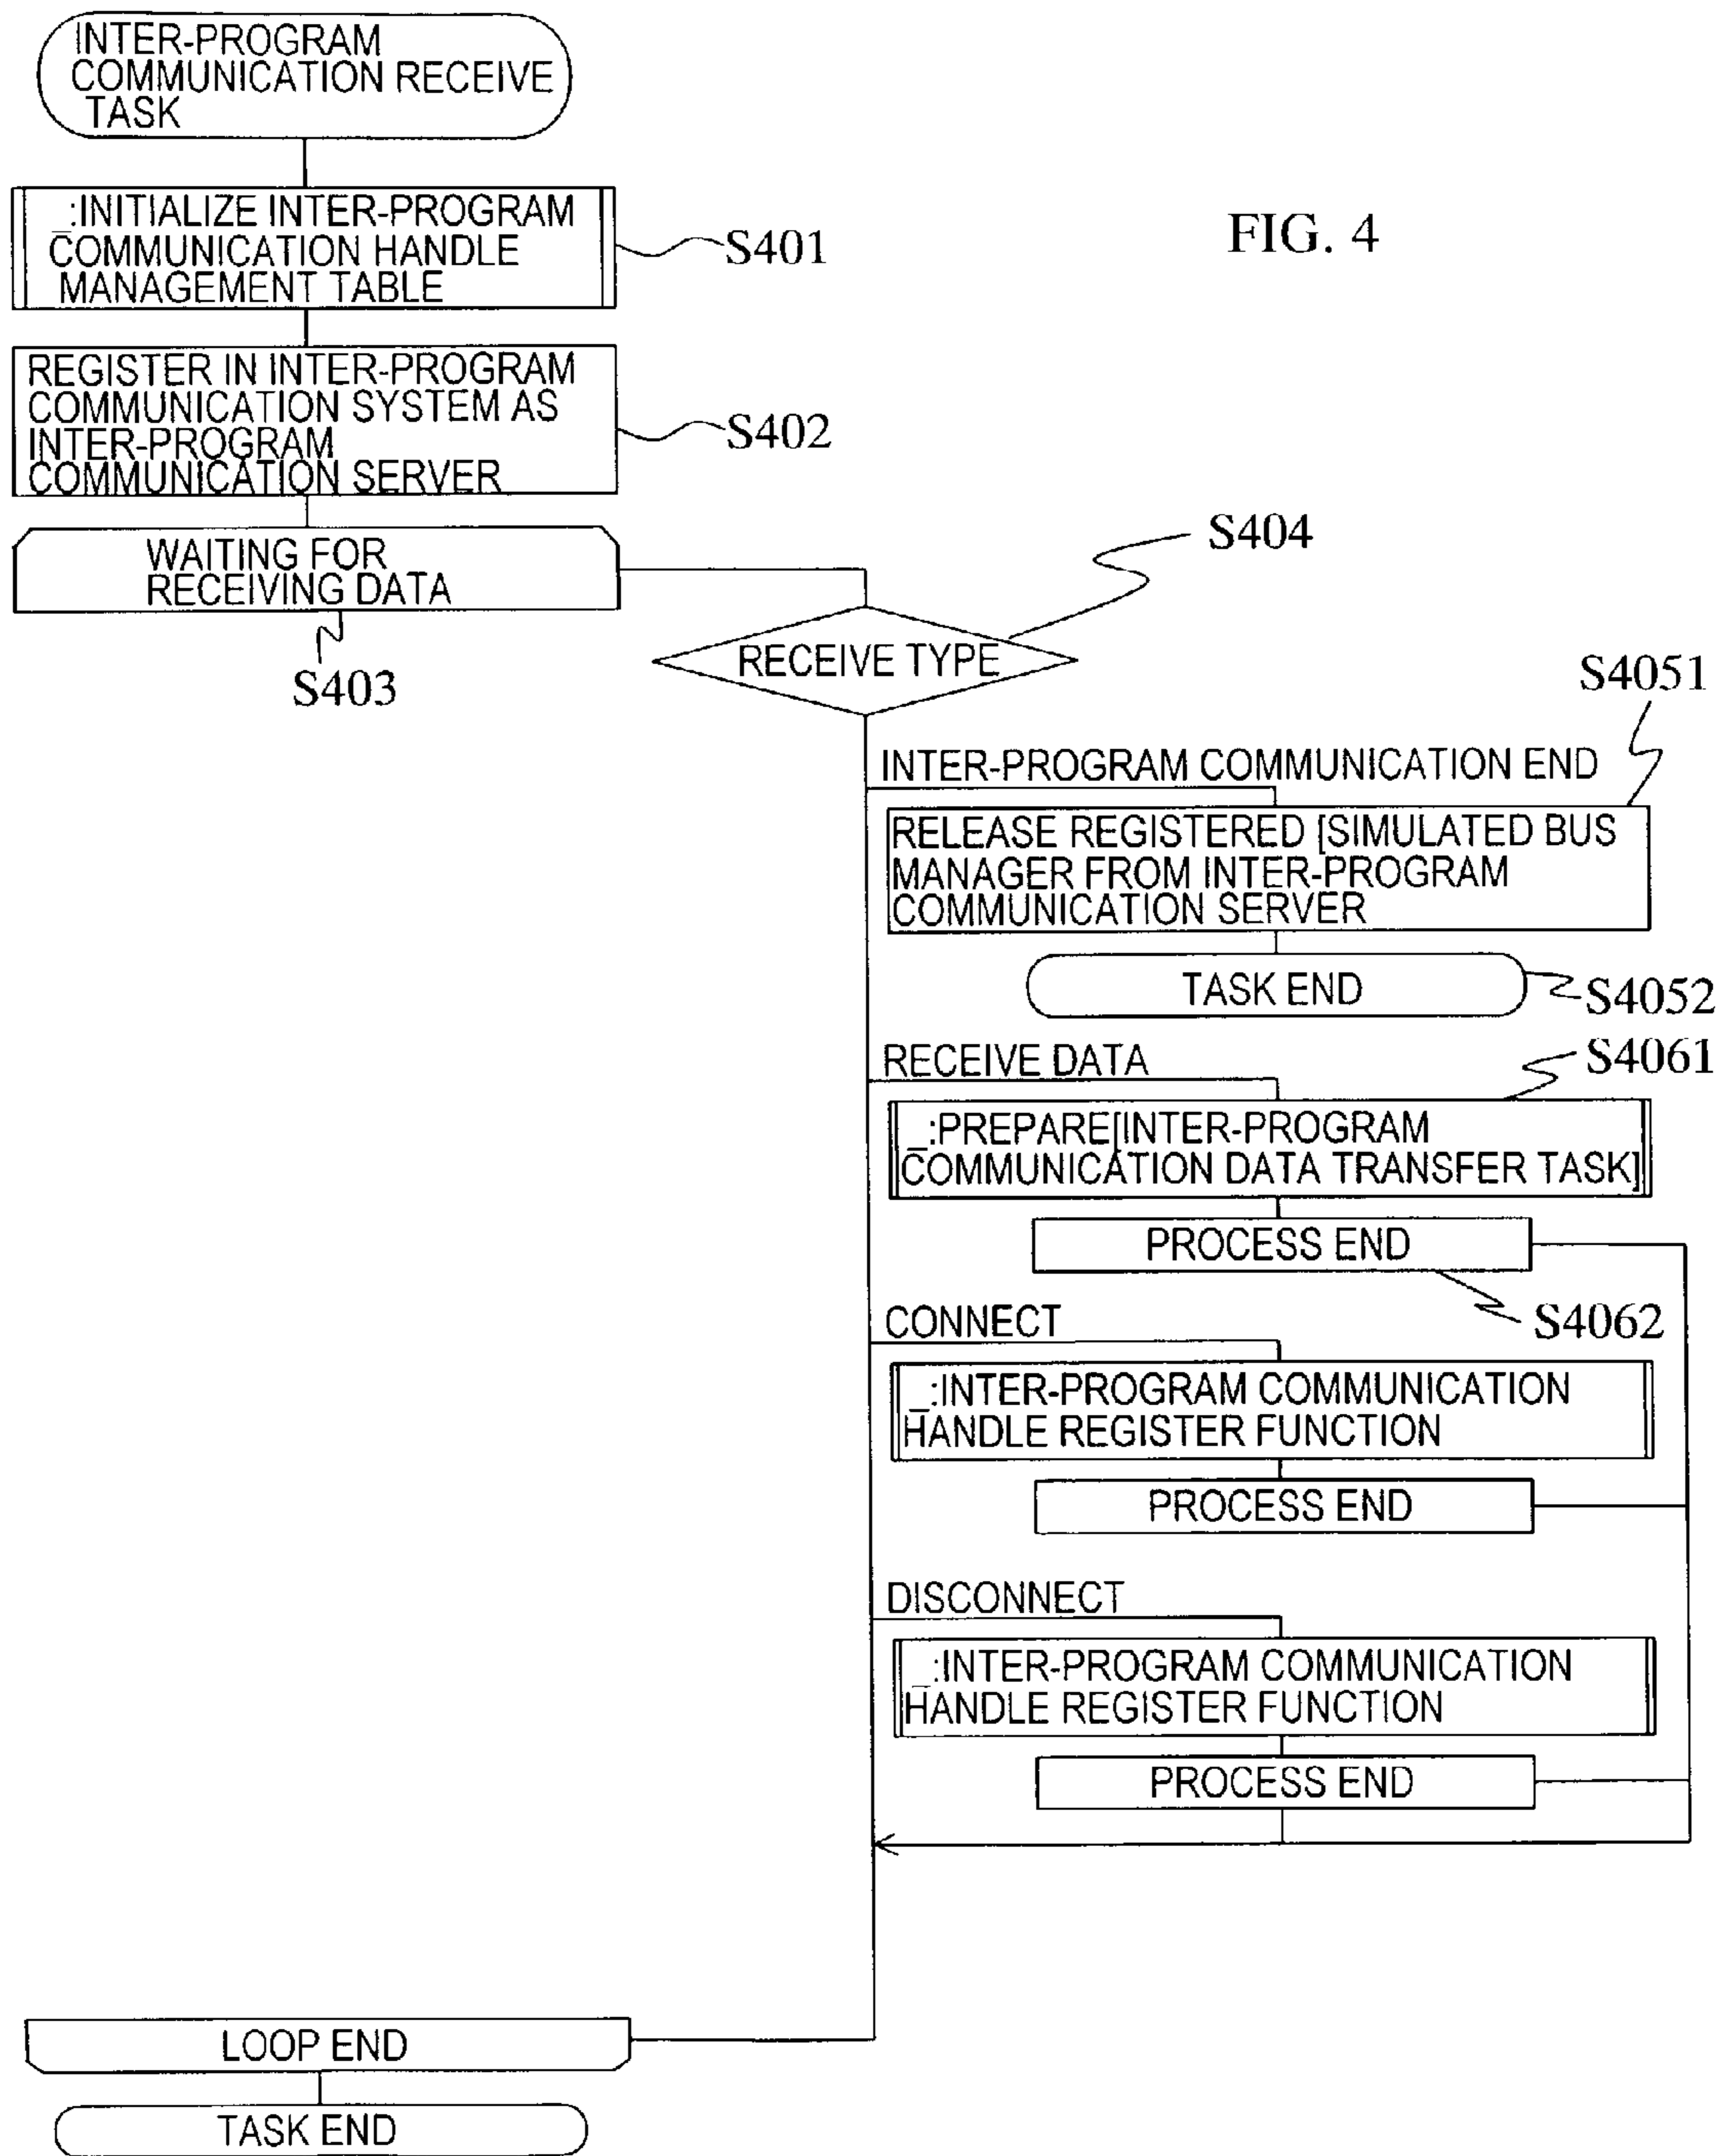 INTER-PROGRAM
COMMUNICATION RECEIVE
TASK
_:INITIALIZE INTER-PROGRAM
COMMUNICATION HANDLE
MANAGEMENT TABLE
S401
FIG. 4
REGISTER IN INTER-PROGRAM
COMMUNICATION SYSTEM AS
INTER-PROGRAM
COMMUNICATION SERVER
S402
WAITING FOR
RECEIVING DATA
S403
S404
RECEIVE TYPE
S4051
INTER-PROGRAM COMMUNICATION END
RELEASE REGISTERED [SIMULATED BUS
MANAGER FROM INTER-PROGRAM
COMMUNICATION SERVER
TASK END
S4052
RECEIVE DATA
S4061
_:PREPARE[INTER-PROGRAM
COMMUNICATION DATA TRANSFER TASK]
PROCESS END
S4062
CONNECT
_:INTER-PROGRAM COMMUNICATION
HANDLE REGISTER FUNCTION
PROCESS END
DISCONNECT
_:INTER-PROGRAM COMMUNICATION
HANDLE REGISTER FUNCTION
PROCESS END
LOOP END
TASK END